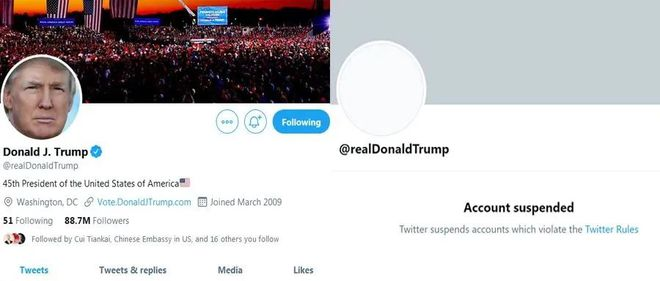 Following
Donald J. Trump
@realDonaldTrump
45th President of the United States of America🇺🇸
Washington, DC Vote.DonaldJTrump.com Joined March 2009
51 Following 88.7M Followers
Followed by Cui Tiankai, Chinese Embassy in US, and 16 others you follow
Tweets Tweets & replies Media Likes
@realDonaldTrump
Account suspended
Twitter suspends accounts which violate the Twitter Rules